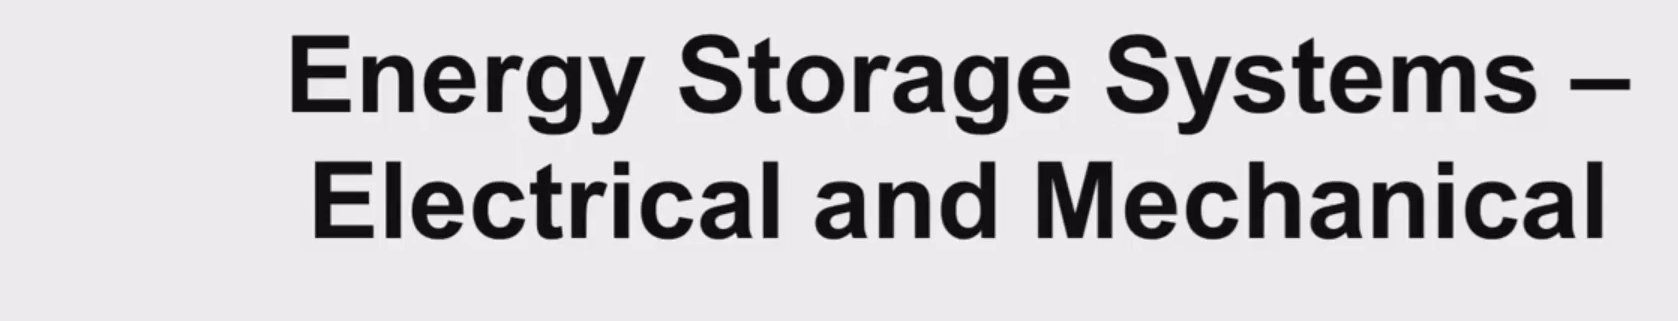 Energy Storage Systems –
Electrical and Mechanical